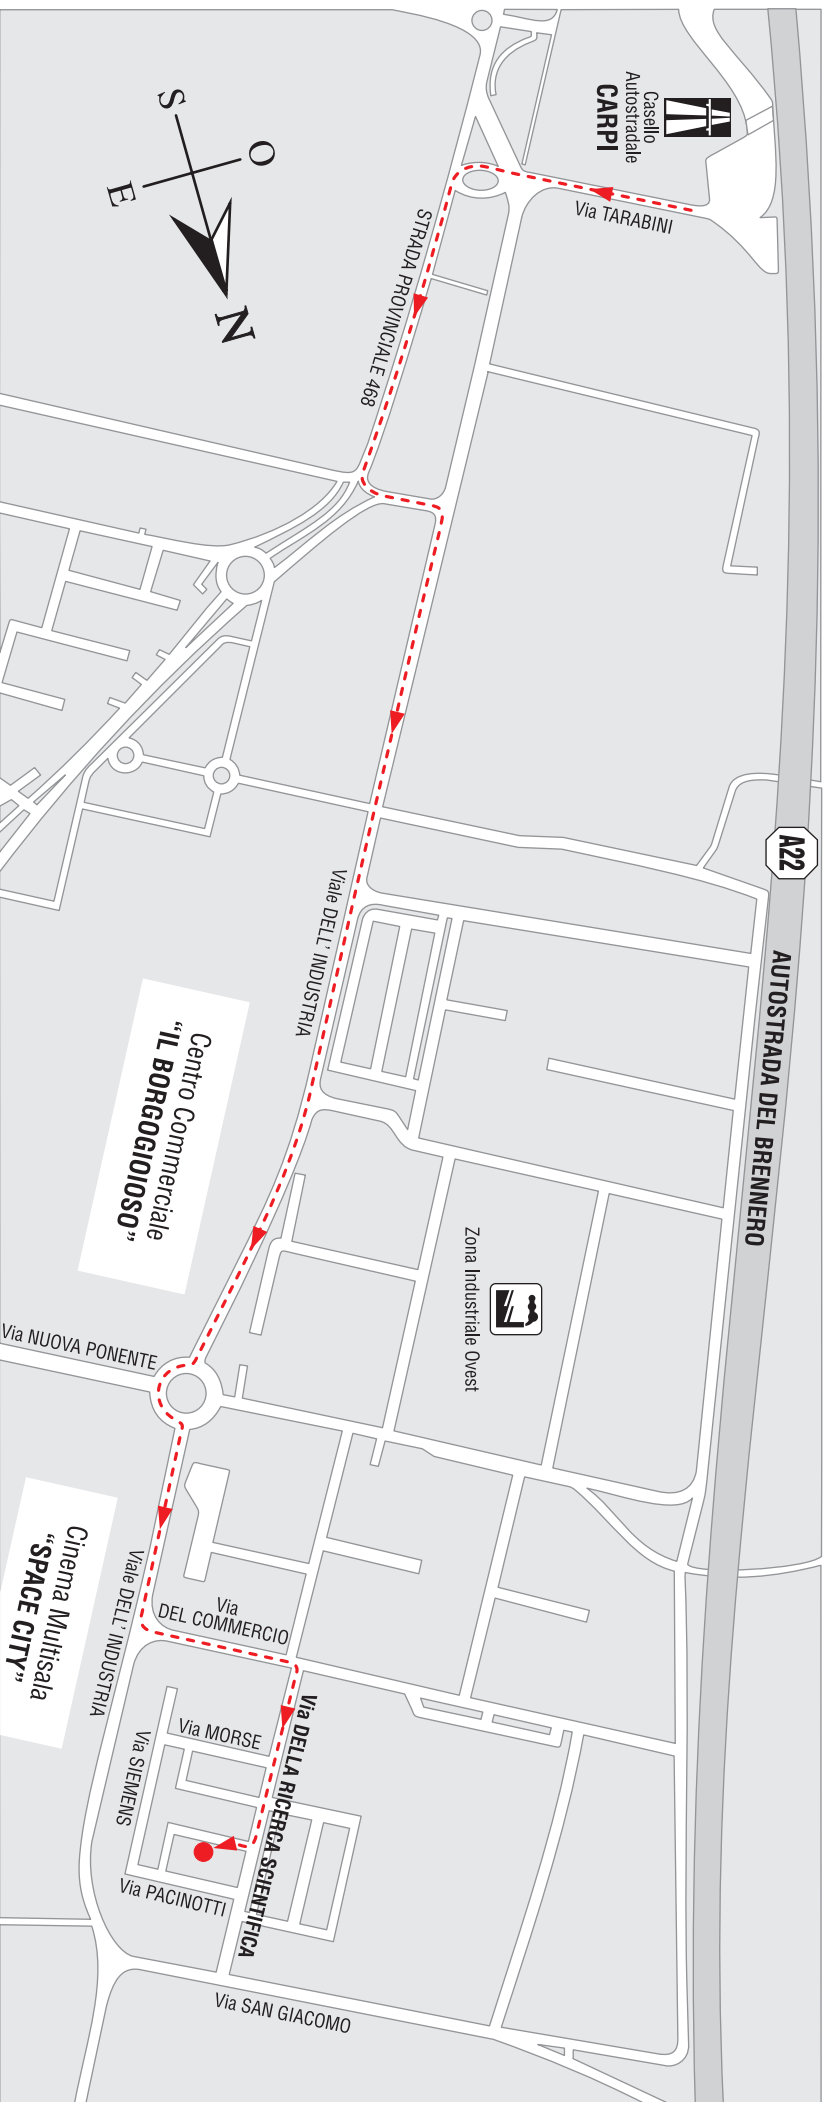 Casello
Autostradale
CARPI
Via TARABINI
S
O
E
N
STRADA PROVINCIALE 468
A22
AUTOSTRADA DEL BRENNERO
Viale DELL' INDUSTRIA
Centro Commerciale
“IL BORGOGIOIOSO”
Zona Industriale Ovest
Via NUOVA PONENTE
Cinema Multisala
“SPACE CITY”
Viale DELL' INDUSTRIA
Via
DEL COMMERCIO
Via DELLA RICERCA SCIENTIFICA
Via MORSE
Via SIEMENS
Via PACINOTTI
Via SAN GIACOMO